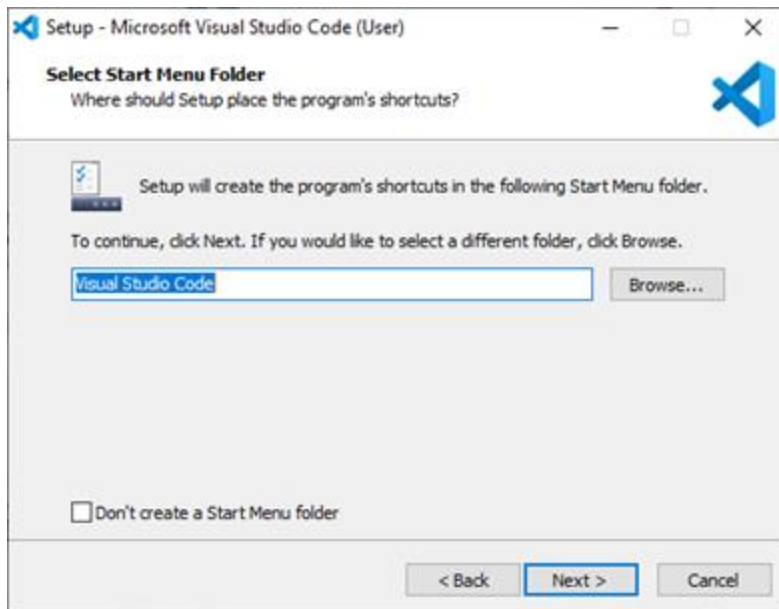 Setup - Microsoft Visual Studio Code (User)
Select Start Menu Folder
Where should Setup place the program's shortcuts?
Setup will create the program's shortcuts in the following Start Menu folder.
To continue, click Next. If you would like to select a different folder, click Browse.
Visual Studio Code
Browse...
Don't create a Start Menu folder
< Back
Next >
Cancel